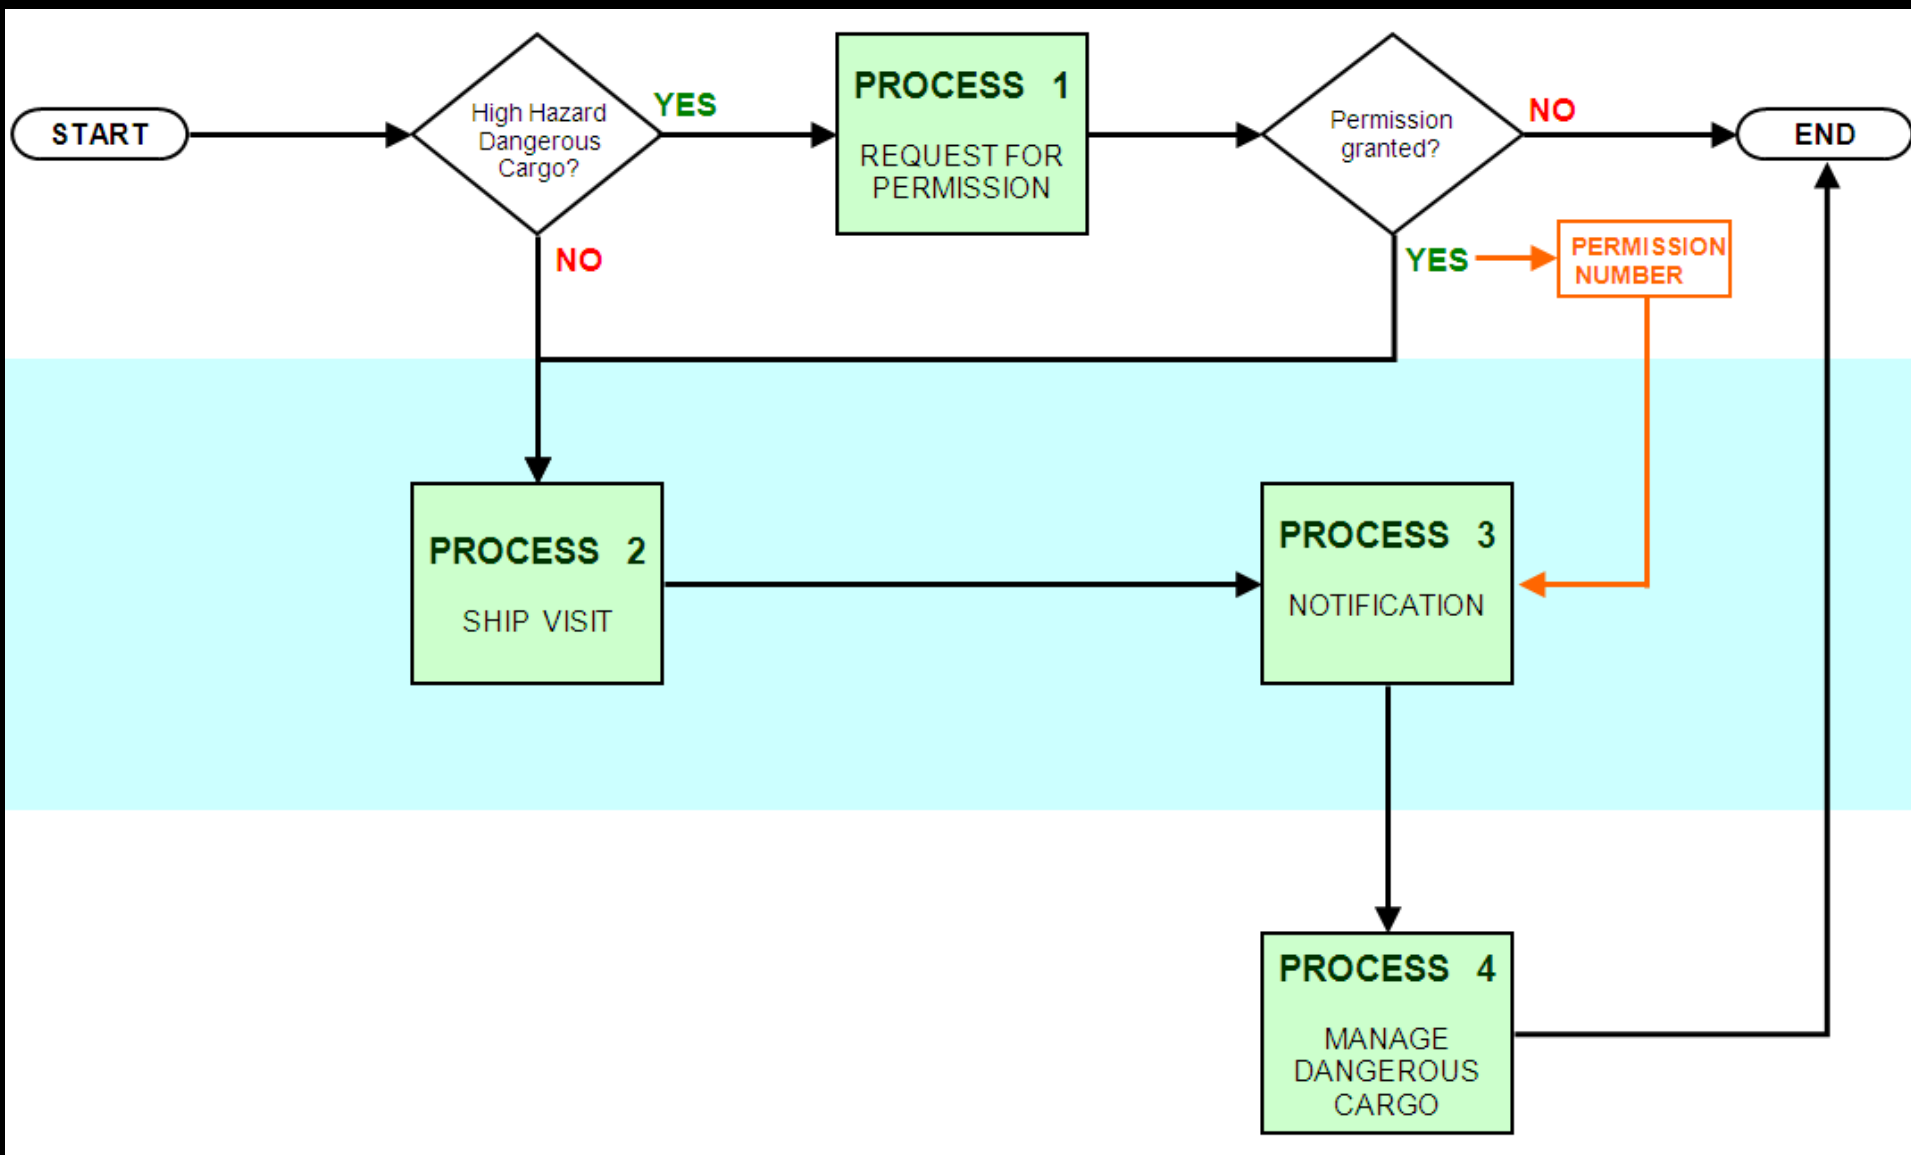 START
High Hazard
Dangerous
Cargo?
YES
NO
PROCESS 1
REQUEST FOR
PERMISSION
Permission
granted?
NO
END
YES
PERMISSION
NUMBER
PROCESS 2
SHIP VISIT
PROCESS 3
NOTIFICATION
PROCESS 4
MANAGE
DANGEROUS
CARGO